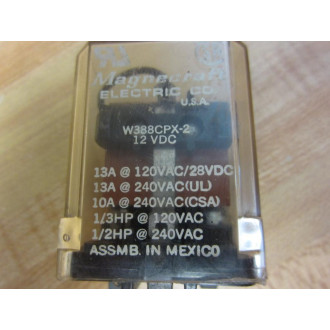 Magnecraft
ELECTRIC CO.
U.S.A.
W388CPX-2
12 VDC
13A @ 120VAC/28VDC
13A @ 240VAC(UL)
10A @ 240VAC(CSA)
1/3HP @ 120VAC
1/2HP @ 240VAC
ASSMB. IN MEXICO